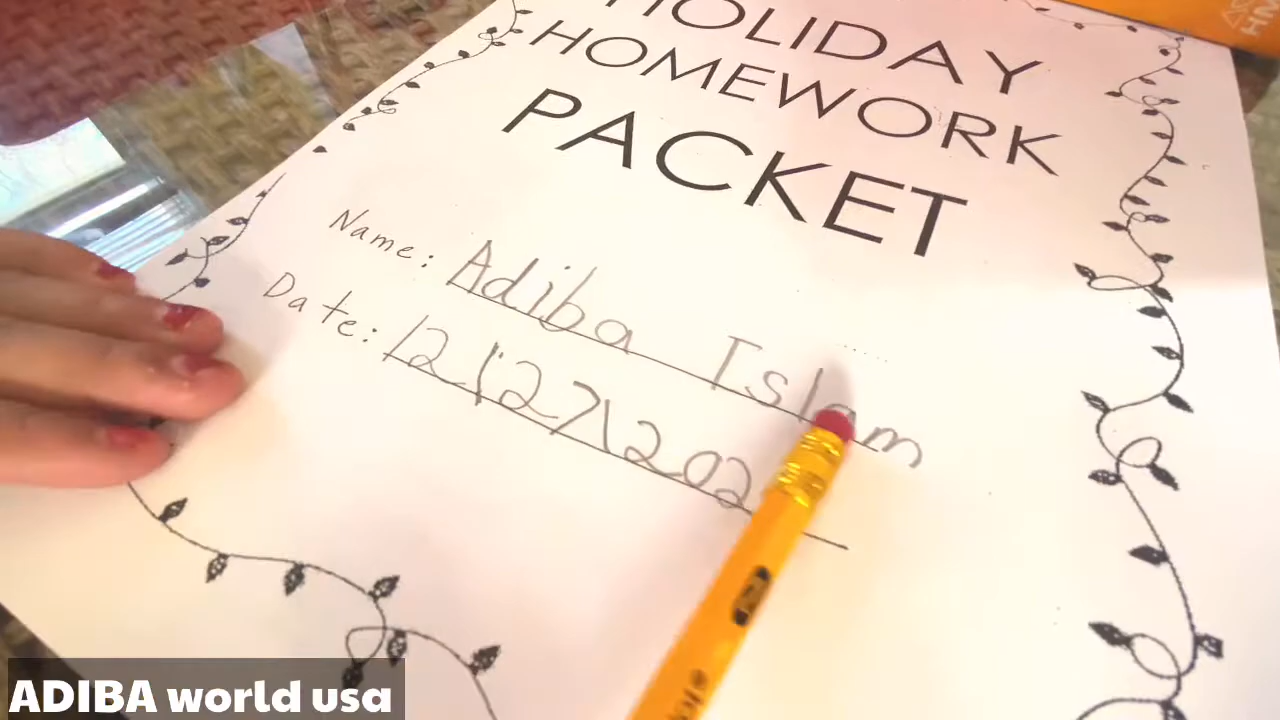 HOLIDAY
HOMEWORK
PACKET
Name: Adiba Islam
Date: 12\27\202
ADIBA world usa